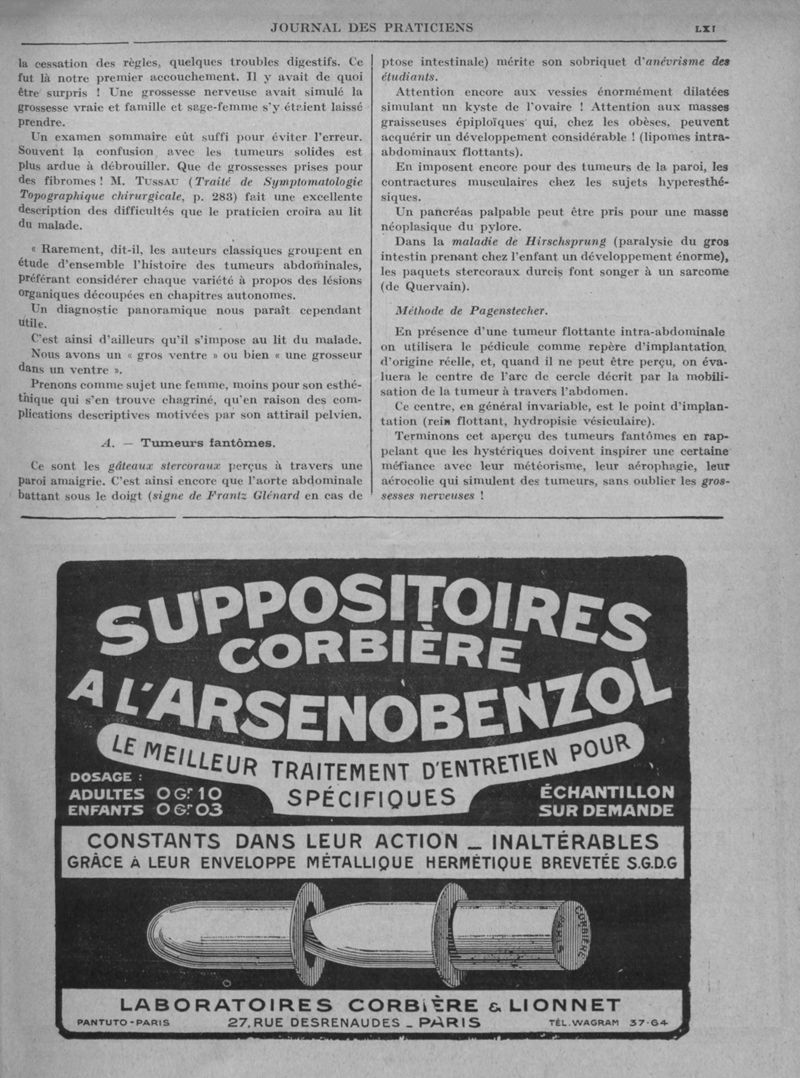 JOURNAL DES PRATICIENS
LXI
la cessation des règles, quelques troubles digestifs. Ce
fut là notre premier accouchement. Il y avait de quoi
être surpris ! Une grossesse nerveuse avait simulé la
grossesse vraie et famille et sage-femme s'y étaient laissé
prendre.
Un examen sommaire eût suffi pour éviter l'erreur.
Souvent la confusion avec les tumeurs solides est
plus ardue à débrouiller. Que de grossesses prises pour
des fibromes ! M. TUSSAU (Traité de Symptomatologie
Topographique chirurgicale, p. 283) fait une excellente
description des difficultés que le praticien croira au lit
du malade.
« Rarement, dit-il, les auteurs classiques groupent en
étude d'ensemble l'histoire des tumeurs abdominales,
préférant considérer chaque variété à propos des lésions
organiques découpées en chapitres autonomes.
Un diagnostic panoramique nous paraît cependant
utile.
C'est ainsi d'ailleurs qu'il s'impose au lit du malade.
Nous avons un « gros ventre » ou bien « une grosseur
dans un ventre ».
Prenons comme sujet une femme, moins pour son esthé-
thique qui s'en trouve chagriné, qu'en raison des com-
plications descriptives motivées par son attirail pelvien.
A. — Tumeurs fantômes.
Ce sont les gâteaux stercoraux perçus à travers une
paroi amaigrie. C'est ainsi encore que l'aorte abdominale
battant sous le doigt (signe de Frantz Glénard en cas de
ptose intestinale) mérite son sobriquet d'anévrisme des
étudiants.
Attention encore aux vessies énormément dilatées
simulant un kyste de l'ovaire ! Attention aux masses
graisseuses épiploïques qui, chez les obèses, peuvent
acquérir un développement considérable ! (lipomes intra-
abdominaux flottants).
En imposent encore pour des tumeurs de la paroi, les
contractures musculaires chez les sujets hyperesthé-
siques.
Un pancréas palpable peut être pris pour une masse
néoplasique du pylore.
Dans la maladie de Hirschsprung (paralysie du gros
intestin prenant chez l'enfant un développement énorme),
les paquets stercoraux durcis font songer à un sarcome
(de Quervain).
Méthode de Pagenstecher.
En présence d'une tumeur flottante intra-abdominale
on utilisera le pédicule comme repère d'implantation
d'origine réelle, et, quand il ne peut être perçu, on éva-
luera le centre de l'arc de cercle décrit par la mobili-
sation de la tumeur à travers l'abdomen.
Ce centre, en général invariable, est le point d'implan-
tation (rein flottant, hydropisie vésiculaire).
Terminons cet aperçu des tumeurs fantômes en rap-
pelant que les hystériques doivent inspirer une certaine
méfiance avec leur météorisme, leur aérophagie, leur
aérocolie qui simulent des tumeurs, sans oublier les gros-
sesses nerveuses !
SUPPOSITOIRES
CORBIÈRE
A L'ARSENOBENZOL
LE MEILLEUR TRAITEMENT D'ENTRETIEN POUR
SPÉCIFIQUES
DOSAGE :
ADULTES 0 Gr 10
ENFANTS 0 Gr 03
ÉCHANTILLON
SUR DEMANDE
CONSTANTS DANS LEUR ACTION _ INALTÉRABLES
GRÂCE A LEUR ENVELOPPE MÉTALLIQUE HERMÉTIQUE BREVETÉE S.G.D.G
CORBIÈRE
PARIS
LABORATOIRES CORBIÈRE & LIONNET
PANTUTO-PARIS
27, RUE DESRENAUDES _ PARIS
TÉL. WAGRAM 37-64